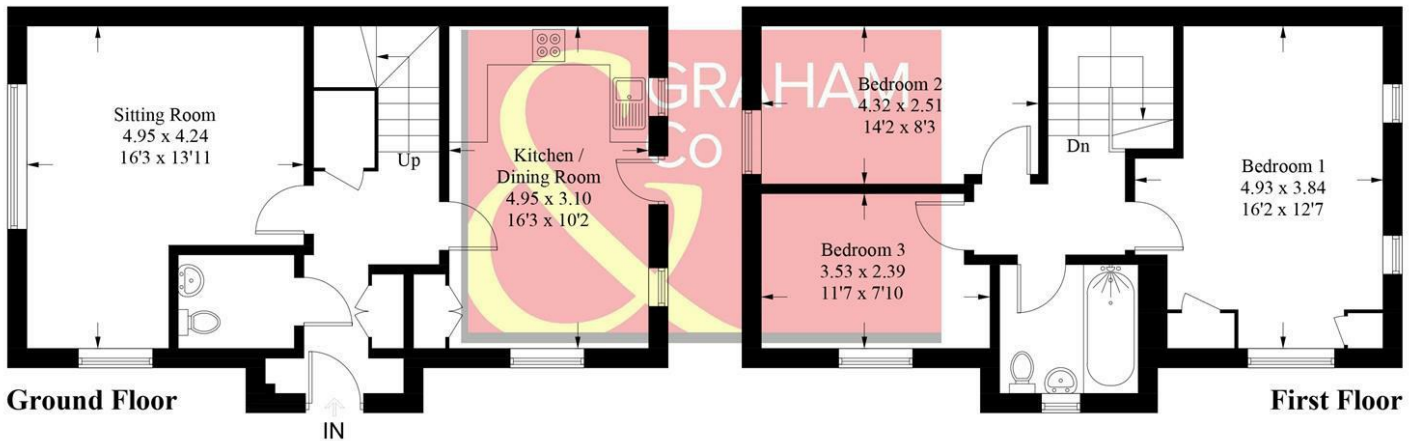 Sitting Room
4.95 x 4.24
16'3 x 13'11
Up
Kitchen /
Dining Room
4.95 x 3.10
16'3 x 10'2
GRAHAM
& Co
Bedroom 2
4.32 x 2.51
14'2 x 8'3
Dn
Bedroom 1
4.93 x 3.84
16'2 x 12'7
Bedroom 3
3.53 x 2.39
11'7 x 7'10
Ground Floor
IN
First Floor